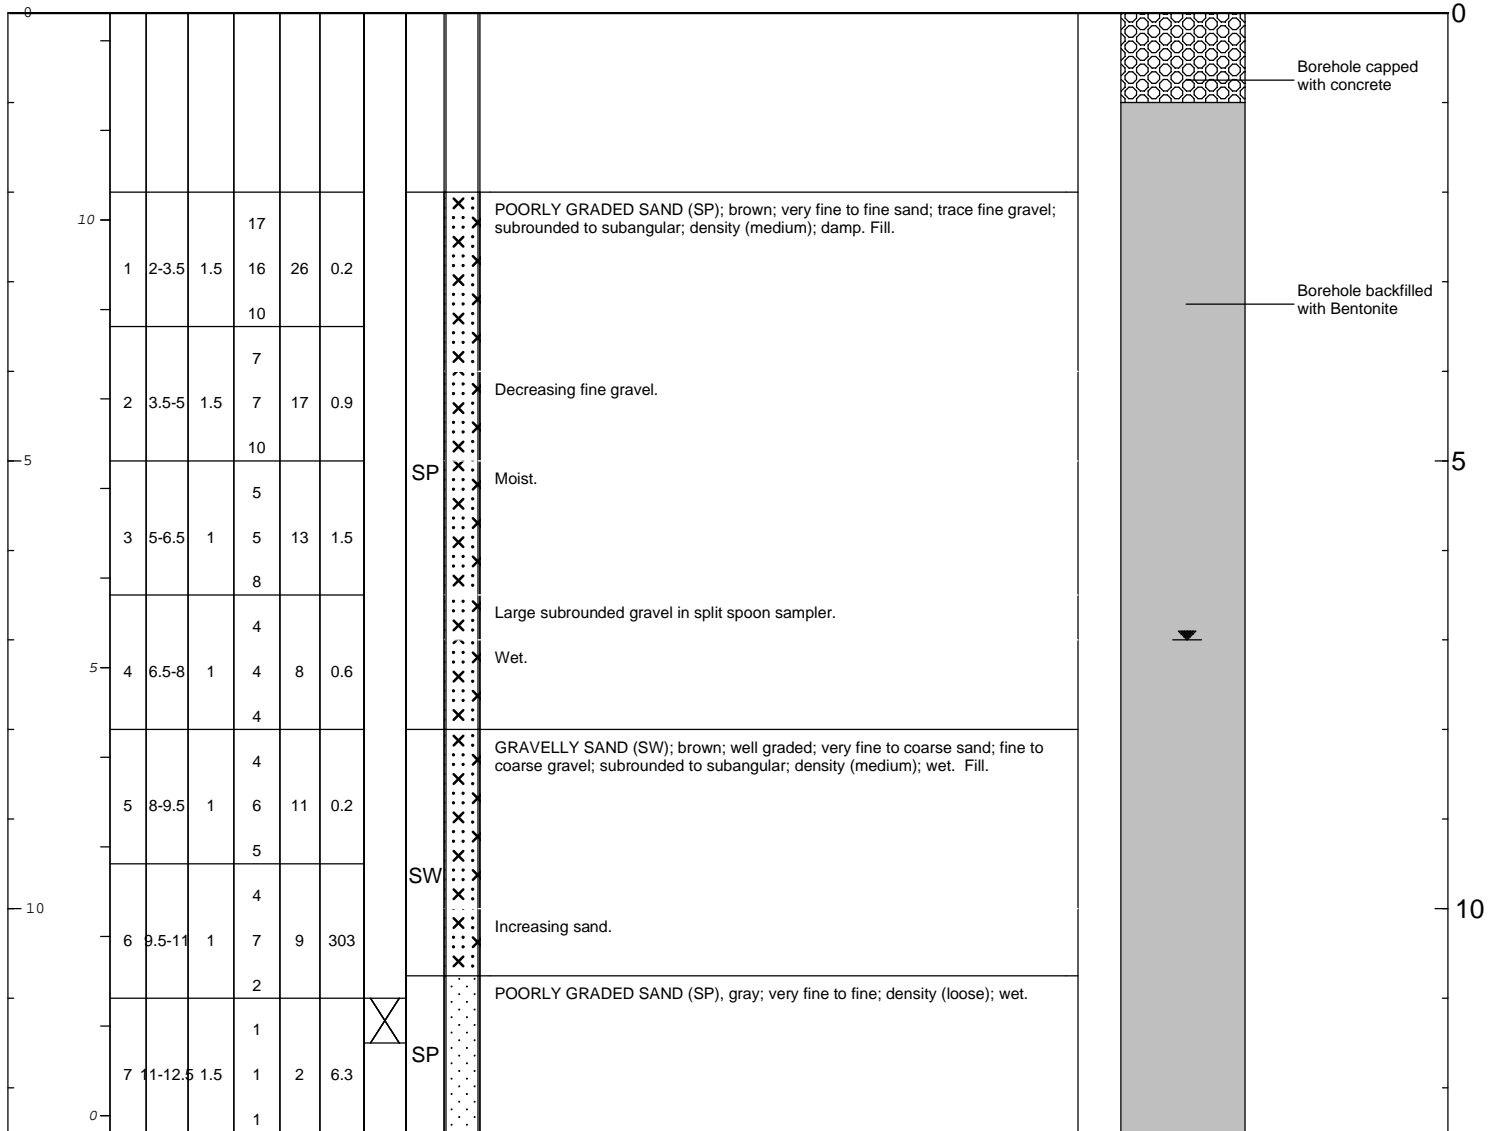 0
0
Borehole capped
with concrete
10
17
POORLY GRADED SAND (SP); brown; very fine to fine sand; trace fine gravel;
subrounded to subangular; density (medium); damp. Fill.
1 2-3.5 1.5 16 26 0.2
10
Borehole backfilled
with Bentonite
7
2 3.5-5 1.5 7 17 0.9
Decreasing fine gravel.
10
5
SP
5
5
Moist.
3 5-6.5 1 5 13 1.5
8
4
Large subrounded gravel in split spoon sampler.
5
4 6.5-8 1 4 8 0.6
Wet.
4
4
GRAVELLY SAND (SW); brown; well graded; very fine to coarse sand; fine to
coarse gravel; subrounded to subangular; density (medium); wet.  Fill.
5 8-9.5 1 6 11 0.2
5
SW
4
10
10
6 9.5-11 1 7 9 303
Increasing sand.
2
POORLY GRADED SAND (SP), gray; very fine to fine; density (loose); wet.
1
SP
7 11-12.5 1.5 1 2 6.3
0
1